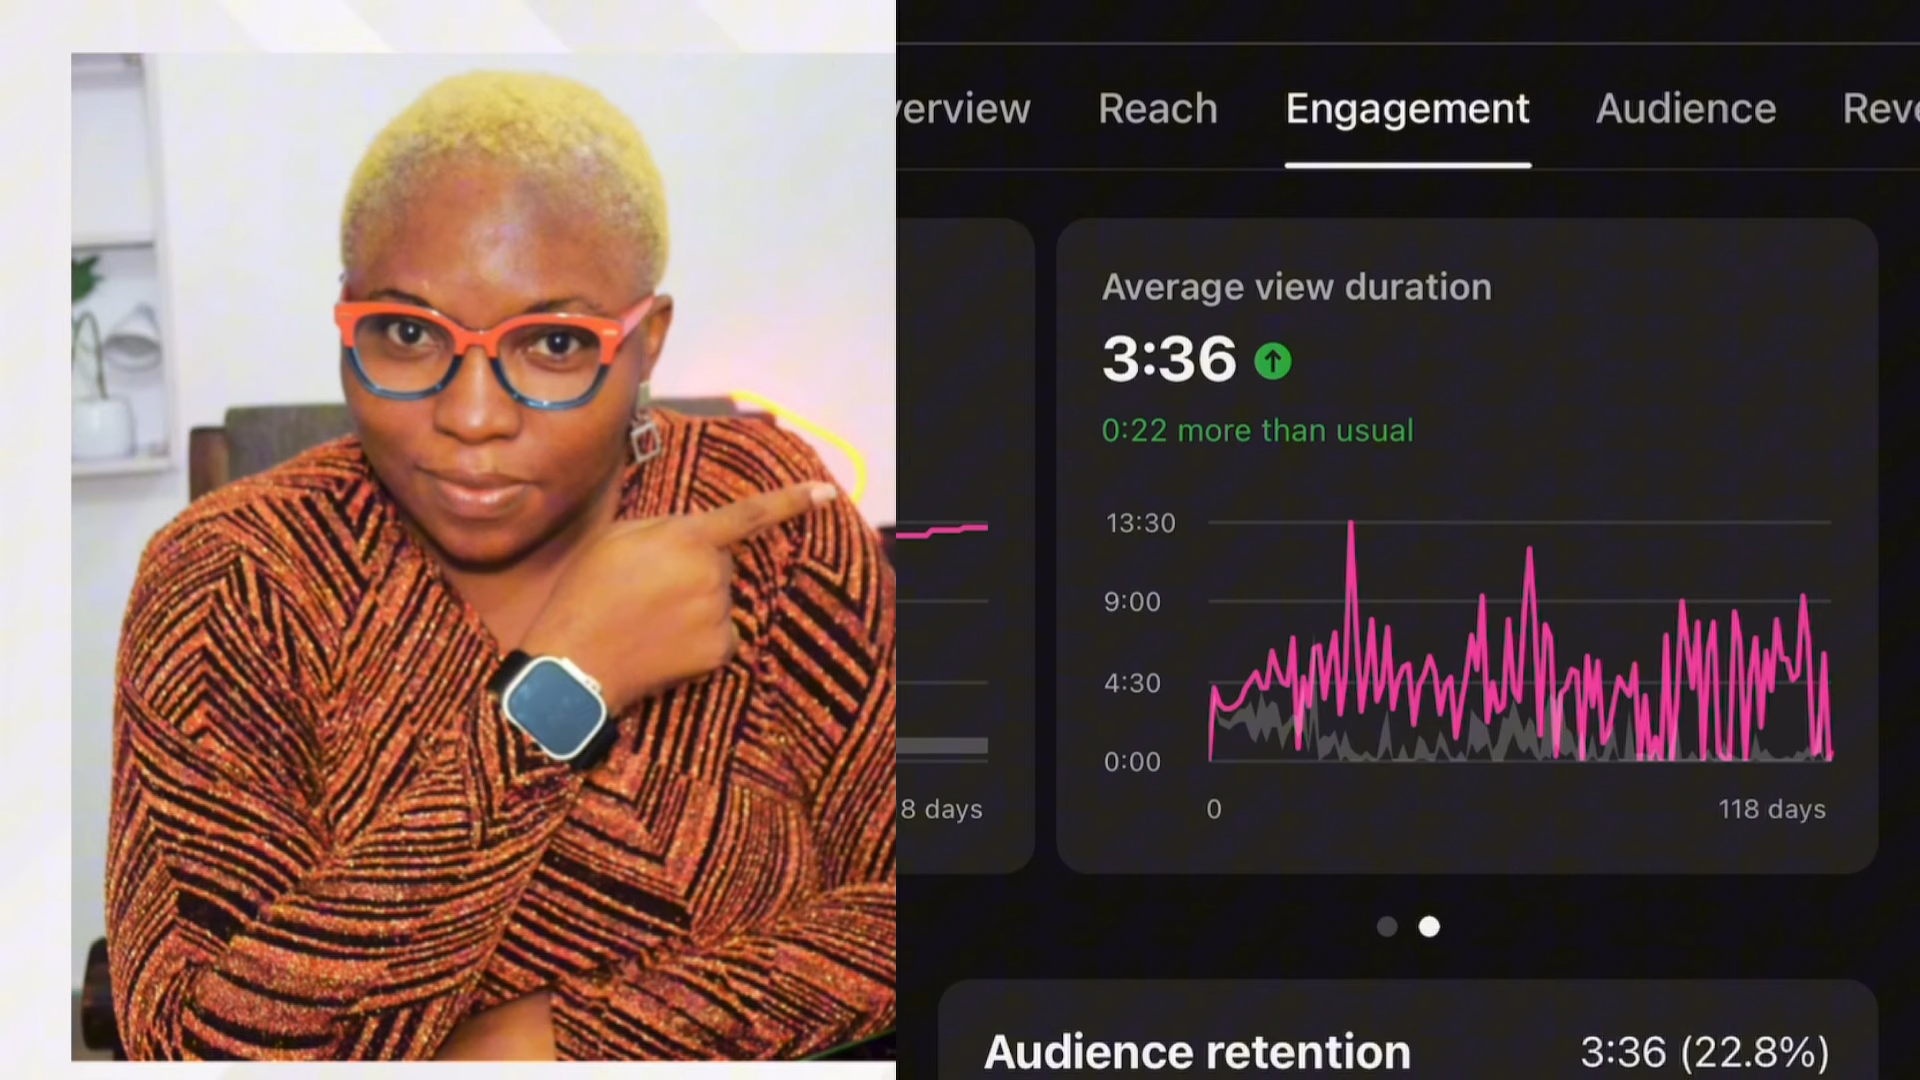 verview Reach Engagement Audience Reve
Average view duration
3:36
0:22 more than usual
13:30
9:00
4:30
0:00
0 118 days
8 days
Audience retention 3:36 (22.8%)